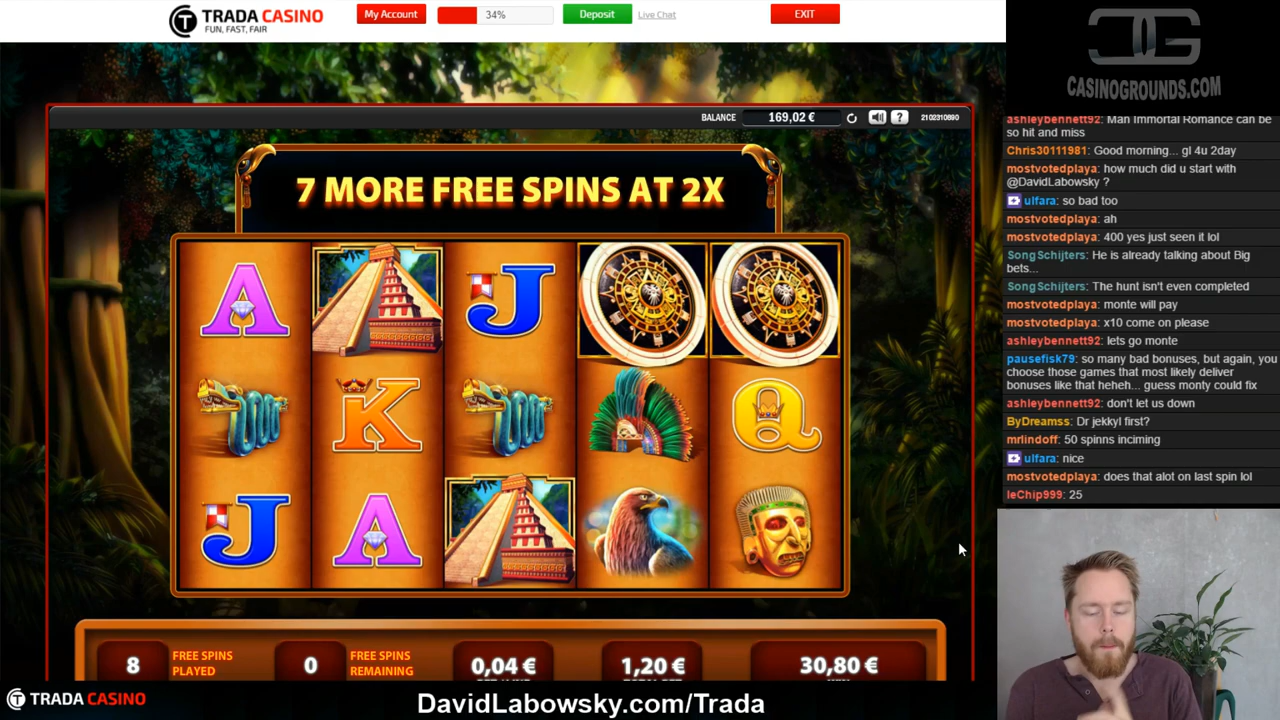 TRADA CASINO
FUN, FAST, FAIR
My Account
34%
Deposit
Live Chat
EXIT
BALANCE 169,02 € ? 2102310890
7 MORE FREE SPINS AT 2X
A J
K Q
J A
8 FREE SPINS PLAYED
0 FREE SPINS REMAINING
0,04 €
1,20 €
30,80 €
TRADA CASINO
DavidLabowsky.com/Trada
CG
CASINOGROUNDS.COM
ashleybennett92: Man Immortal Romance can be
so hit and miss
Chris30111981: Good morning... gl 4u 2day
mostvotedplaya: how much did u start with
@DavidLabowsky ?
ulfara: so bad too
mostvotedplaya: ah
mostvotedplaya: 400 yes just seen it lol
SongSchijters: He is already talking about Big
bets...
SongSchijters: The hunt isn't even completed
mostvotedplaya: monte will pay
mostvotedplaya: x10 come on please
ashleybennett92: lets go monte
pausefisk79: so many bad bonuses, but again, you
choose those games that most likely deliver
bonuses like that heheh... guess monty could fix
ashleybennett92: don't let us down
ByDreamss: Dr jekkyl first?
mrlindoff: 50 spinns inciming
ulfara: nice
mostvotedplaya: does that alot on last spin lol
leChip999: 25